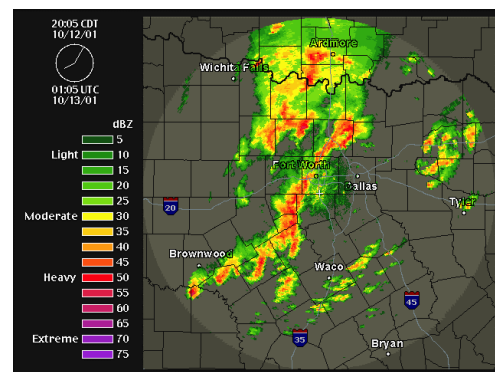 20:05 CDT
10/12/01
01:05 UTC
10/13/01
dBZ
5
Light 10
15
20
25
Moderate 30
35
40
45
Heavy 50
55
60
65
Extreme 70
75
Ardmore
Wichita Falls
Fort Worth
Dallas
20
Tyler
Brownwood
Waco
45
35
Bryan